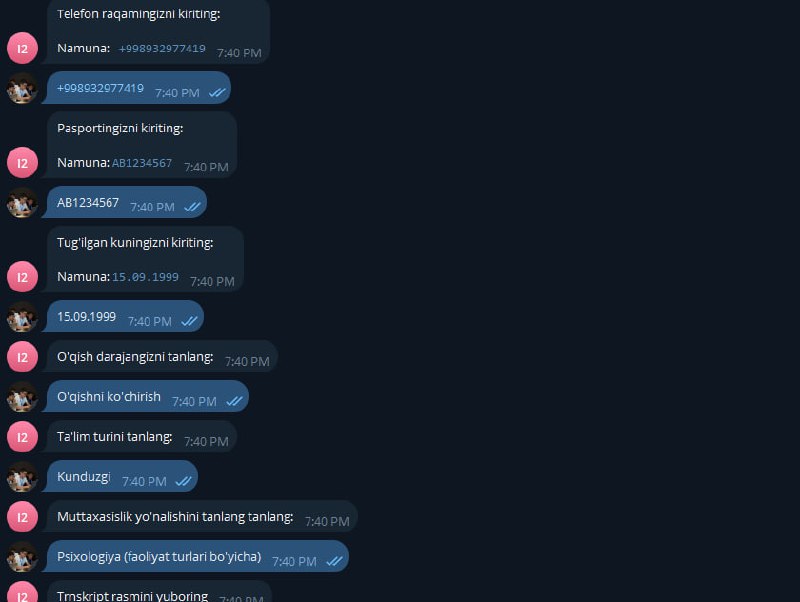 Telefon raqamingizni kiriting:
Namuna: +998932977419 7:40 PM
I2
+998932977419 7:40 PM
Pasportingizni kiriting:
Namuna: AB1234567 7:40 PM
I2
AB1234567 7:40 PM
Tug'ilgan kuningizni kiriting:
Namuna: 15.09.1999 7:40 PM
I2
15.09.1999 7:40 PM
I2 O'qish darajangizni tanlang: 7:40 PM
O'qishni ko'chirish 7:40 PM
I2 Ta'lim turini tanlang: 7:40 PM
Kunduzgi 7:40 PM
I2 Muttaxasislik yo'nalishini tanlang tanlang: 7:40 PM
Psixologiya (faoliyat turlari bo'yicha) 7:40 PM
I2 Trnskript rasmini yuboring 7:40 PM